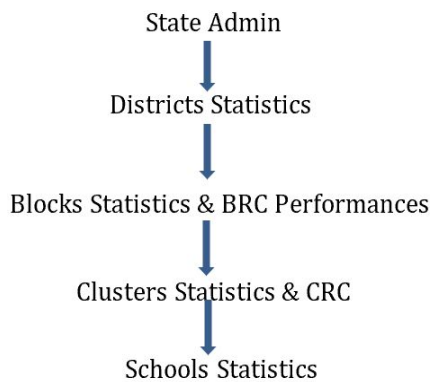 State Admin
Districts Statistics
Blocks Statistics & BRC Performances
Clusters Statistics & CRC
Schools Statistics